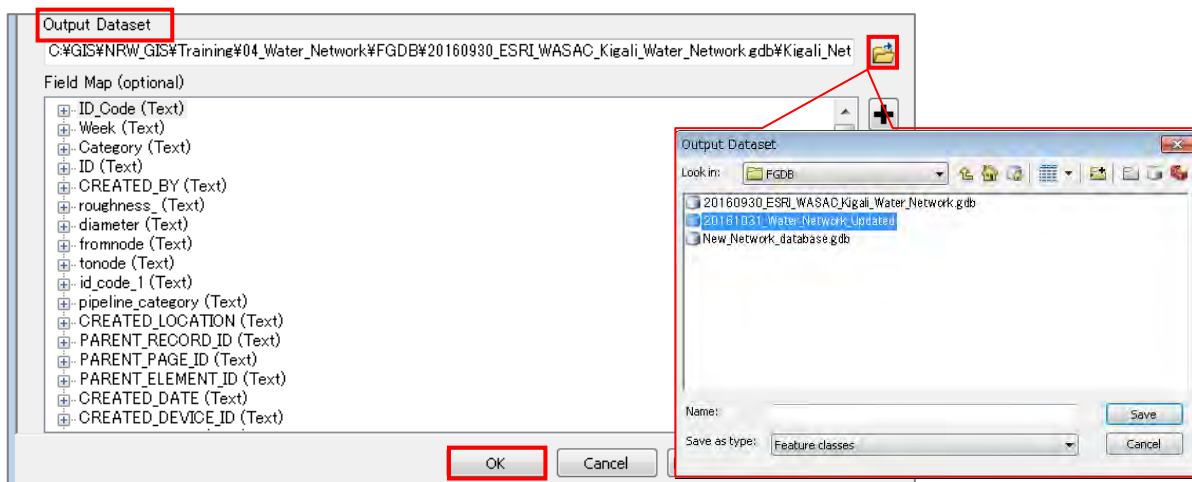 Output Dataset
C:¥GIS¥NRW_GIS¥Training¥04_Water_Network¥FGDB¥20160930_ESRI_WASAC_Kigali_Water_Network.gdb¥Kigali_Net
Field Map (optional)
ID_Code (Text)
Week (Text)
Category (Text)
ID (Text)
CREATED_BY (Text)
roughness_ (Text)
diameter (Text)
fromnode (Text)
tonode (Text)
id_code_1 (Text)
pipeline_category (Text)
CREATED_LOCATION (Text)
PARENT_RECORD_ID (Text)
PARENT_PAGE_ID (Text)
PARENT_ELEMENT_ID (Text)
CREATED_DATE (Text)
CREATED_DEVICE_ID (Text)
OK
Cancel
Output Dataset
Look in:
FGDB
20160930_ESRI_WASAC_Kigali_Water_Network.gdb
20161031_Water_Network_Updated
New_Network_database.gdb
Name:
Save
Save as type:
Feature classes
Cancel